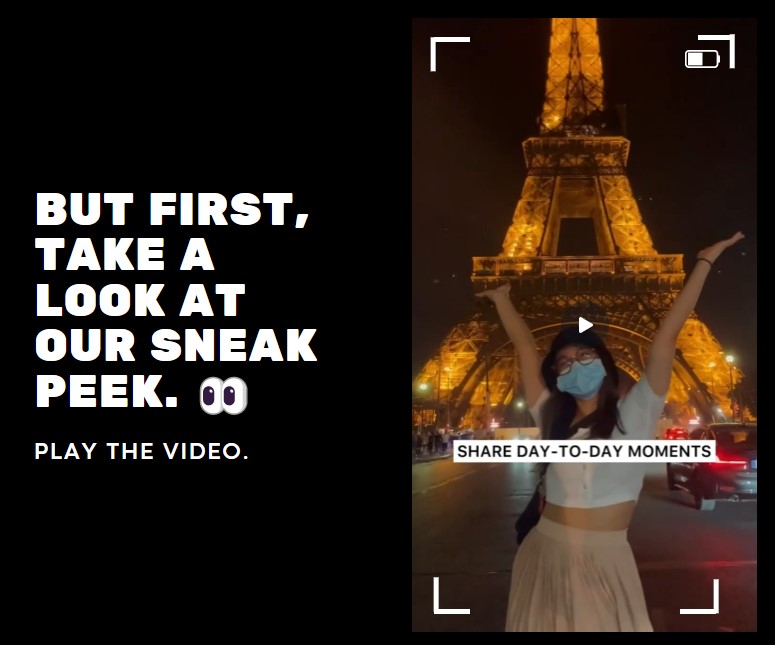 BUT FIRST,
TAKE A
LOOK AT
OUR SNEAK
PEEK. 👀
PLAY THE VIDEO.
SHARE DAY-TO-DAY MOMENTS